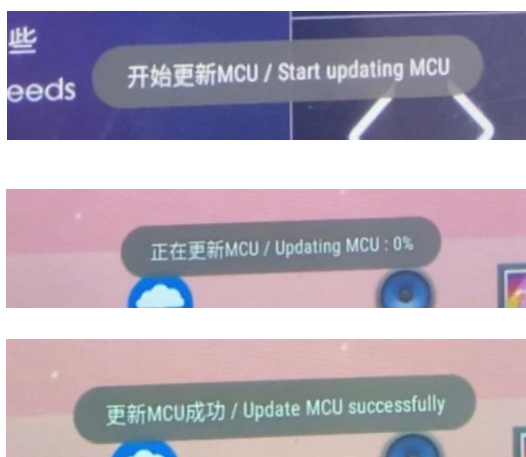 些
eeds
开始更新MCU / Start updating MCU
正在更新MCU / Updating MCU : 0%
更新MCU成功 / Update MCU successfully